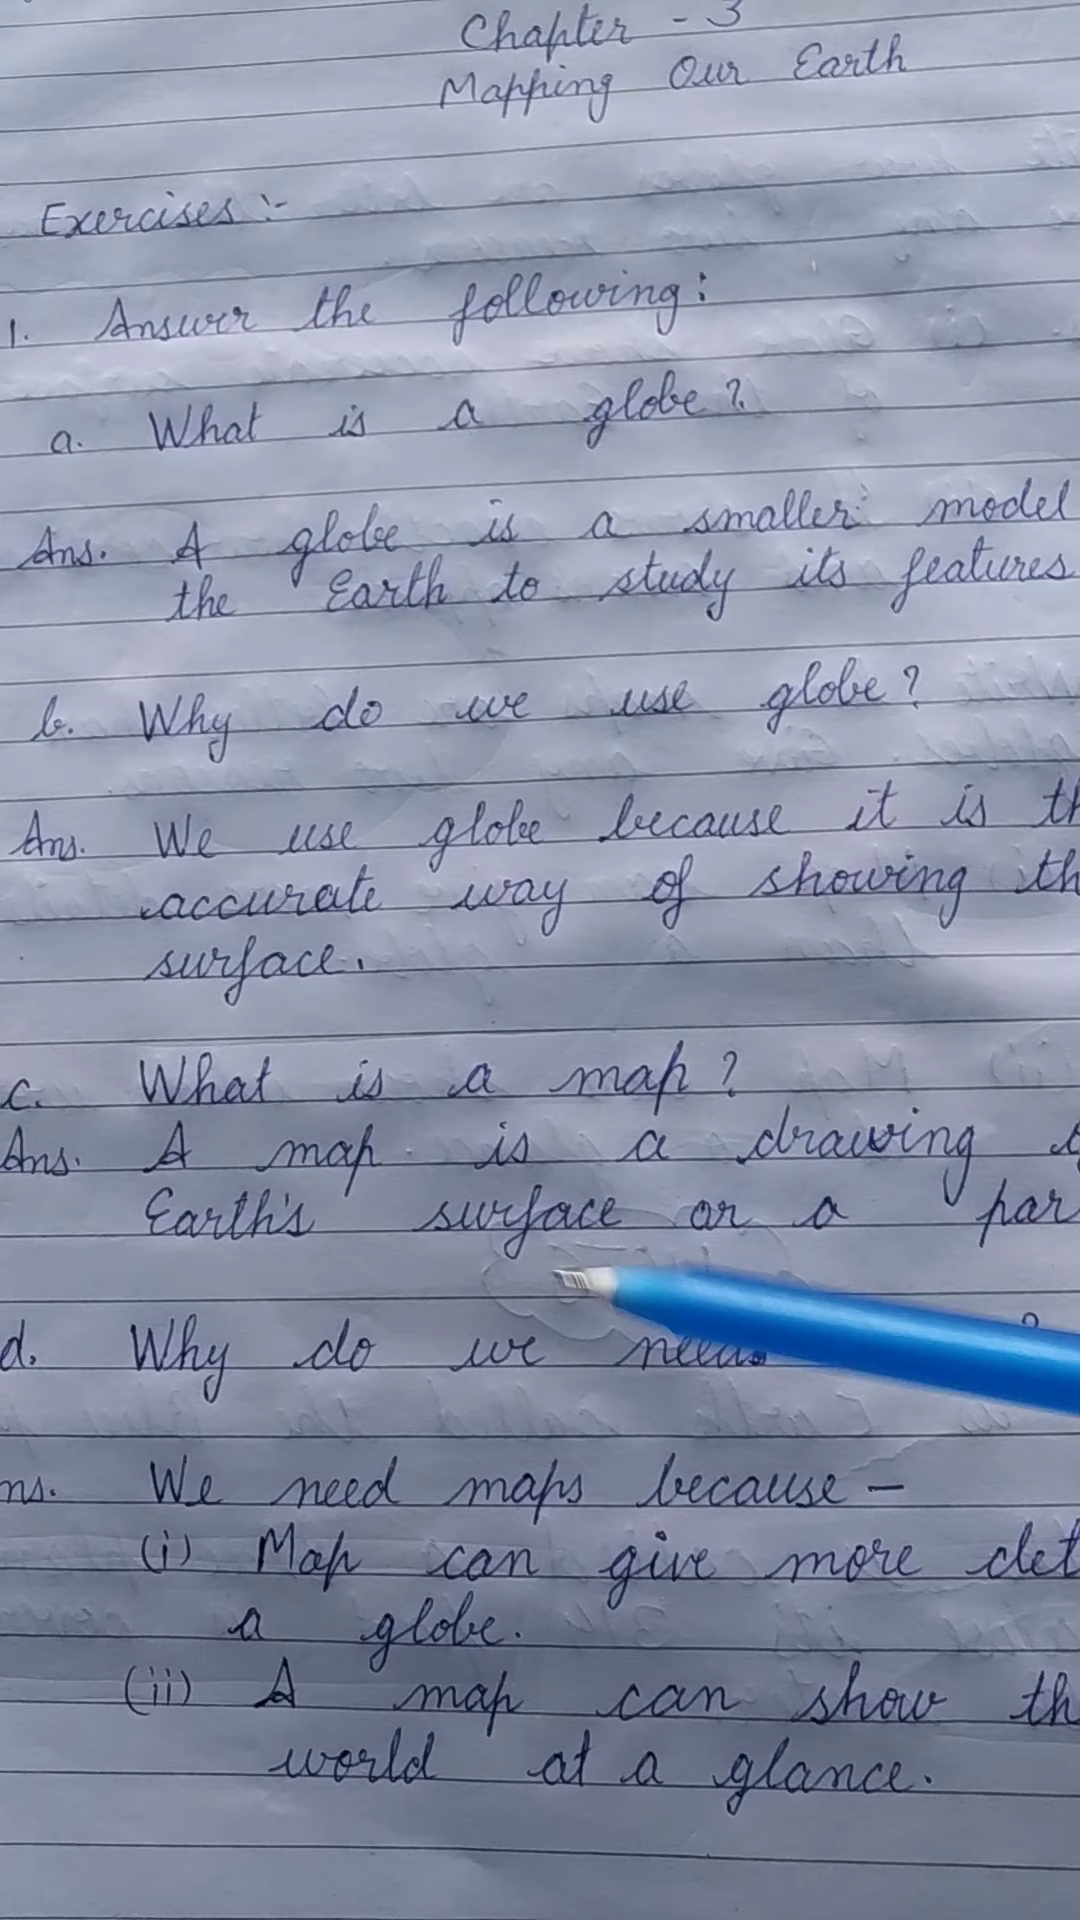 Chapter - 3
Mapping Our Earth
Exercises :-
1. Answer the following:
a. What is a globe?
Ans. A globe is a smaller model
the Earth to study its features
b. Why do we use globe?
Ans. We use globe because it is th
accurate way of showing th
surface.
c. What is a map?
Ans. A map is a drawing
Earth's surface or a par
d. Why do we need ?
ns. We need maps because -
(i) Map can give more det
a globe.
(ii) A map can show th
world at a glance.